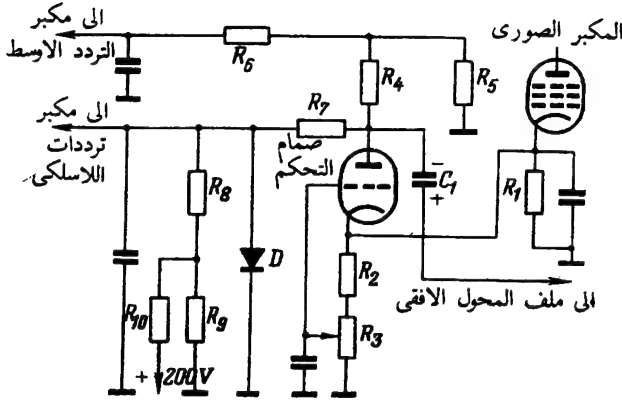 الى مكبر
التردد الاوسط
R6
R4
R5
المكبر الصورى
الى مكبر
ترددات
اللاسلكى
R7
صمام
التحكم
−
C1
+
R1
R8
D
R2
R3
R10
R9
+ 200V
الى ملف المحول الافقى